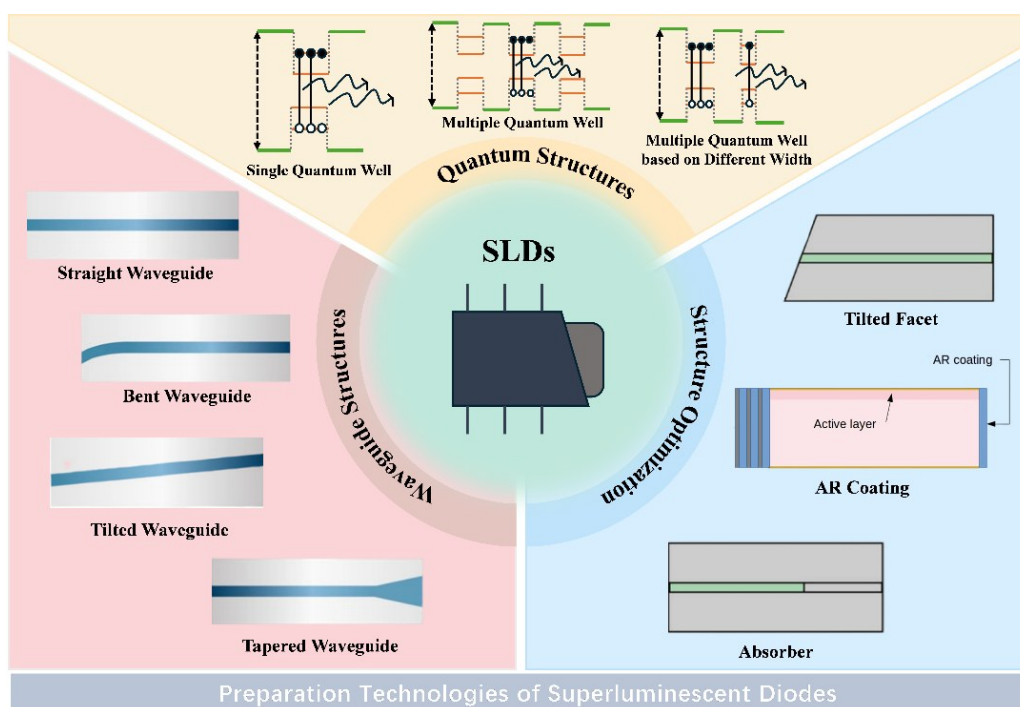 Single Quantum Well
Multiple Quantum Well
Multiple Quantum Well
based on Different Width
Quantum Structures
SLDs
Waveguide Structures
Structure Optimization
Straight Waveguide
Bent Waveguide
Tilted Waveguide
Tapered Waveguide
Tilted Facet
AR coating
Active layer
AR Coating
Absorber
Preparation Technologies of Superluminescent Diodes